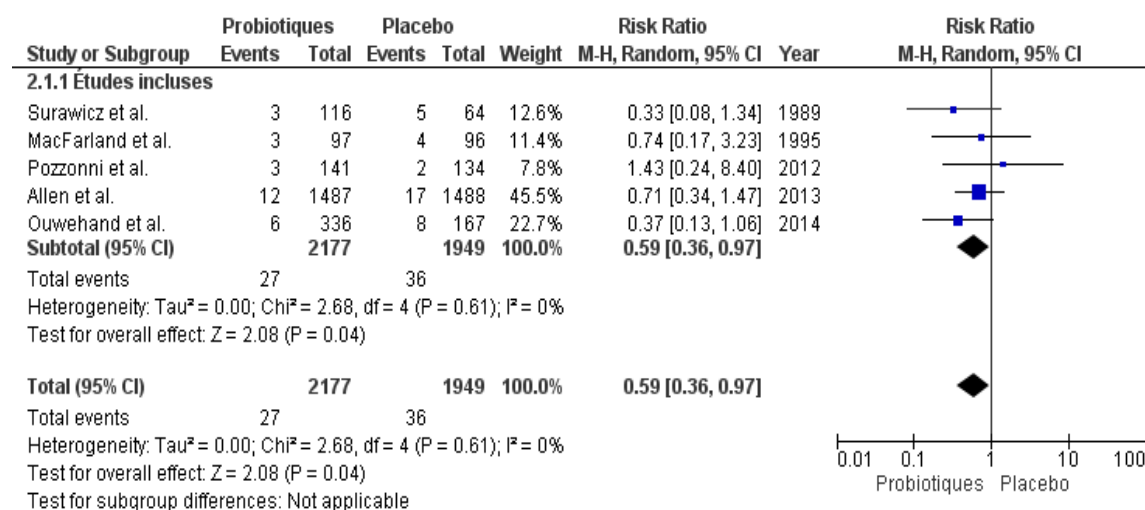 Probiotiques Placebo Risk Ratio Risk Ratio
Study or Subgroup Events Total Events Total Weight M-H, Random, 95% CI Year M-H, Random, 95% CI
2.1.1 Études incluses
Surawicz et al. 3 116 5 64 12.6% 0.33 [0.08, 1.34] 1989
MacFarland et al. 3 97 4 96 11.4% 0.74 [0.17, 3.23] 1995
Pozzonni et al. 3 141 2 134 7.8% 1.43 [0.24, 8.40] 2012
Allen et al. 12 1487 17 1488 45.5% 0.71 [0.34, 1.47] 2013
Ouwehand et al. 6 336 8 167 22.7% 0.37 [0.13, 1.06] 2014
Subtotal (95% CI) 2177 1949 100.0% 0.59 [0.36, 0.97]
Total events 27 36
Heterogeneity: Tau² = 0.00; Chi² = 2.68, df = 4 (P = 0.61); I² = 0%
Test for overall effect: Z = 2.08 (P = 0.04)
Total (95% CI) 2177 1949 100.0% 0.59 [0.36, 0.97]
Total events 27 36
Heterogeneity: Tau² = 0.00; Chi² = 2.68, df = 4 (P = 0.61); I² = 0%
Test for overall effect: Z = 2.08 (P = 0.04)
Test for subgroup differences: Not applicable
0.01 0.1 1 10 100
Probiotiques Placebo